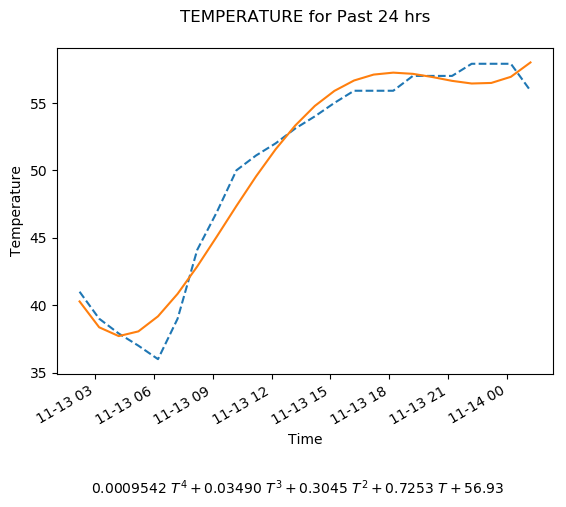 TEMPERATURE for Past 24 hrs
55
50
45
40
35
Temperature
11-13 03 11-13 06 11-13 09 11-13 12 11-13 15 11-13 18 11-13 21 11-14 00
Time
0.0009542 T⁴ + 0.03490 T³ + 0.3045 T² + 0.7253 T + 56.93